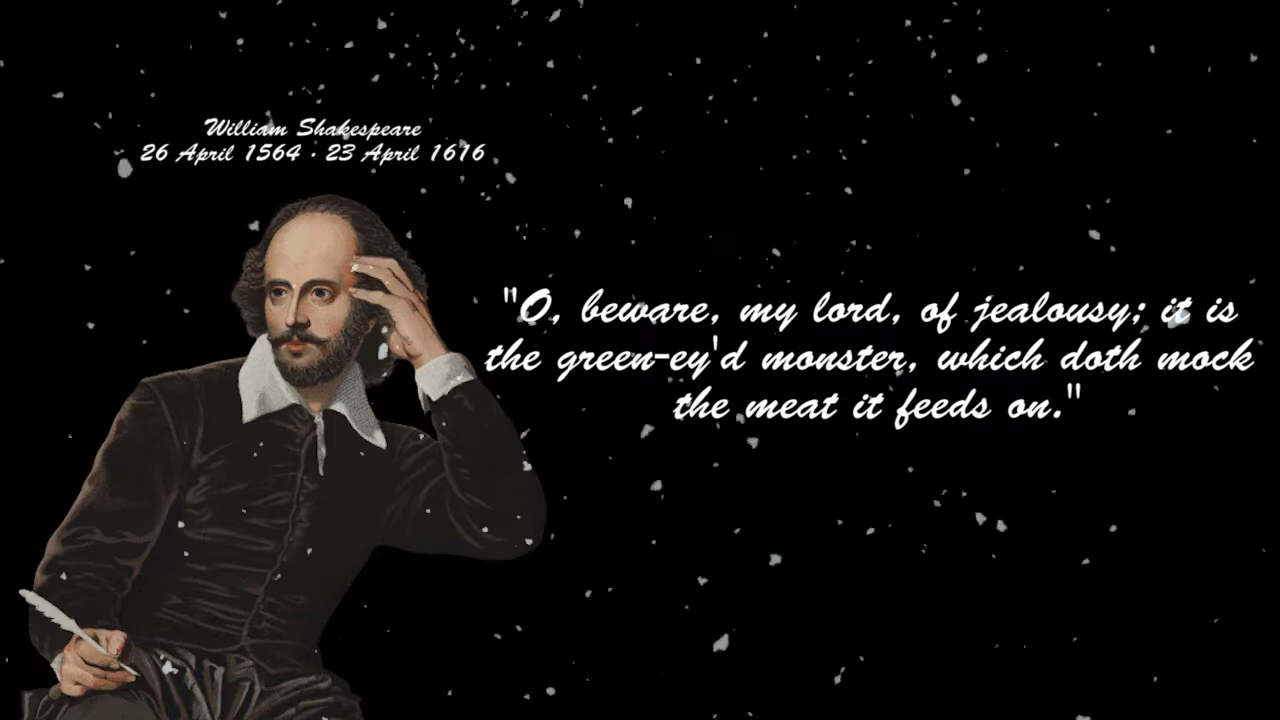 William Shakespeare
26 April 1564 - 23 April 1616
"O, beware, my lord, of jealousy; it is
the green-ey'd monster, which doth mock
the meat it feeds on."